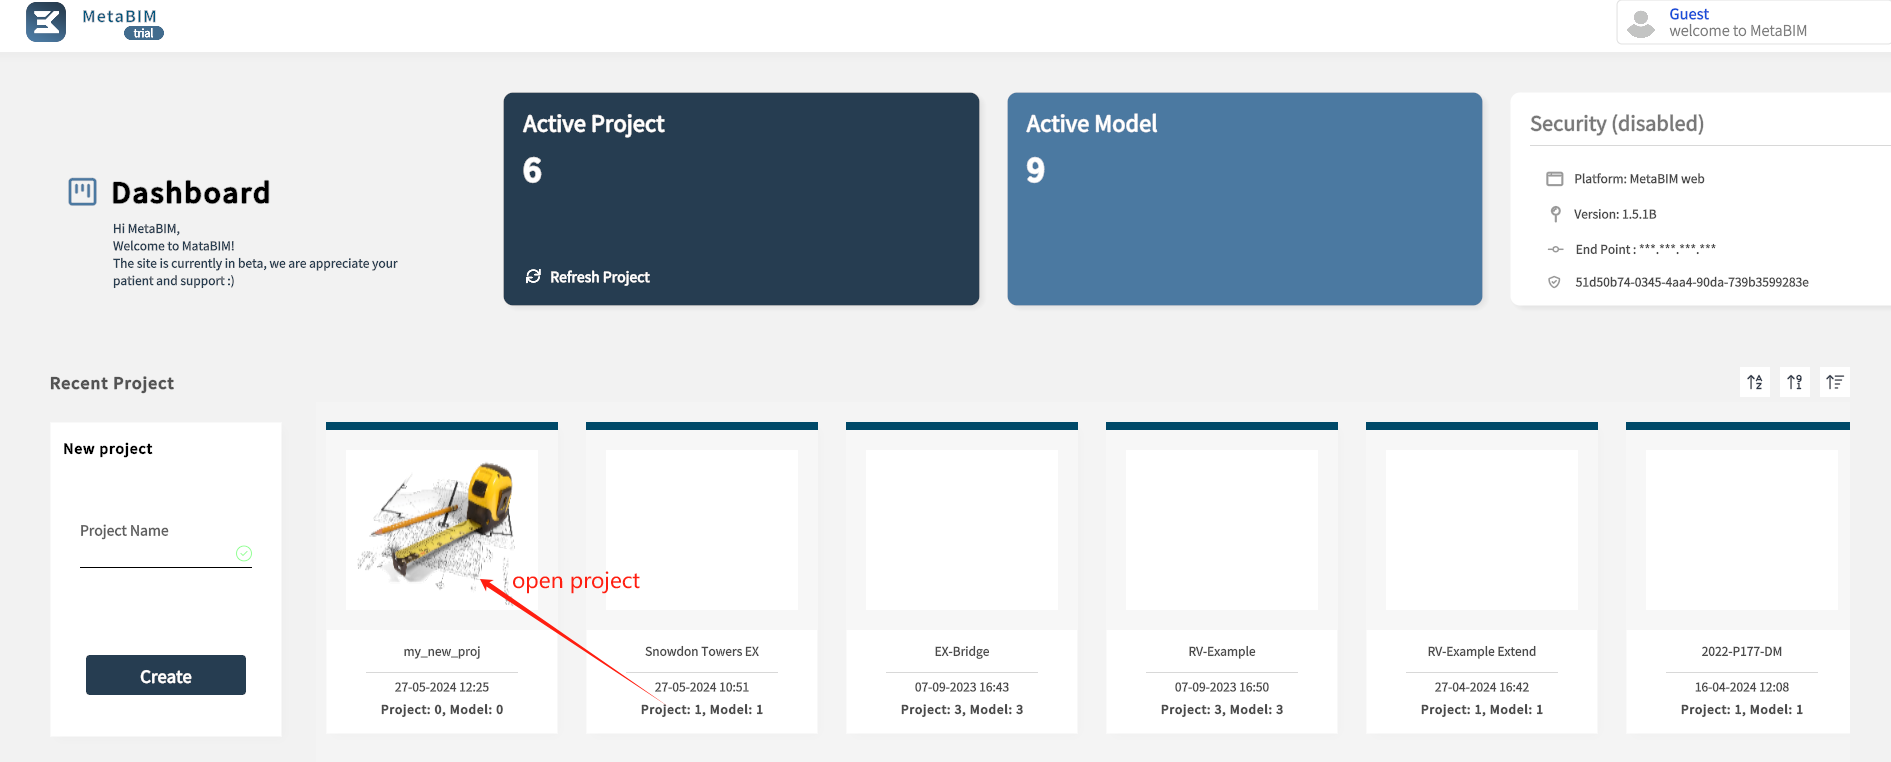 MetaBIM
trial
Guest
welcome to MetaBIM
Dashboard
Hi MetaBIM,
Welcome to MataBIM!
The site is currently in beta, we are appreciate your
patient and support :)
Active Project
6
Refresh Project
Active Model
9
Security (disabled)
Platform: MetaBIM web
Version: 1.5.1B
End Point : ***.***.***.***
51d50b74-0345-4aa4-90da-739b3599283e
Recent Project
New project
Project Name
Create
open project
my_new_proj
27-05-2024 12:25
Project: 0, Model: 0
Snowdon Towers EX
27-05-2024 10:51
Project: 1, Model: 1
EX-Bridge
07-09-2023 16:43
Project: 3, Model: 3
RV-Example
07-09-2023 16:50
Project: 3, Model: 3
RV-Example Extend
27-04-2024 16:42
Project: 1, Model: 1
2022-P177-DM
16-04-2024 12:08
Project: 1, Model: 1